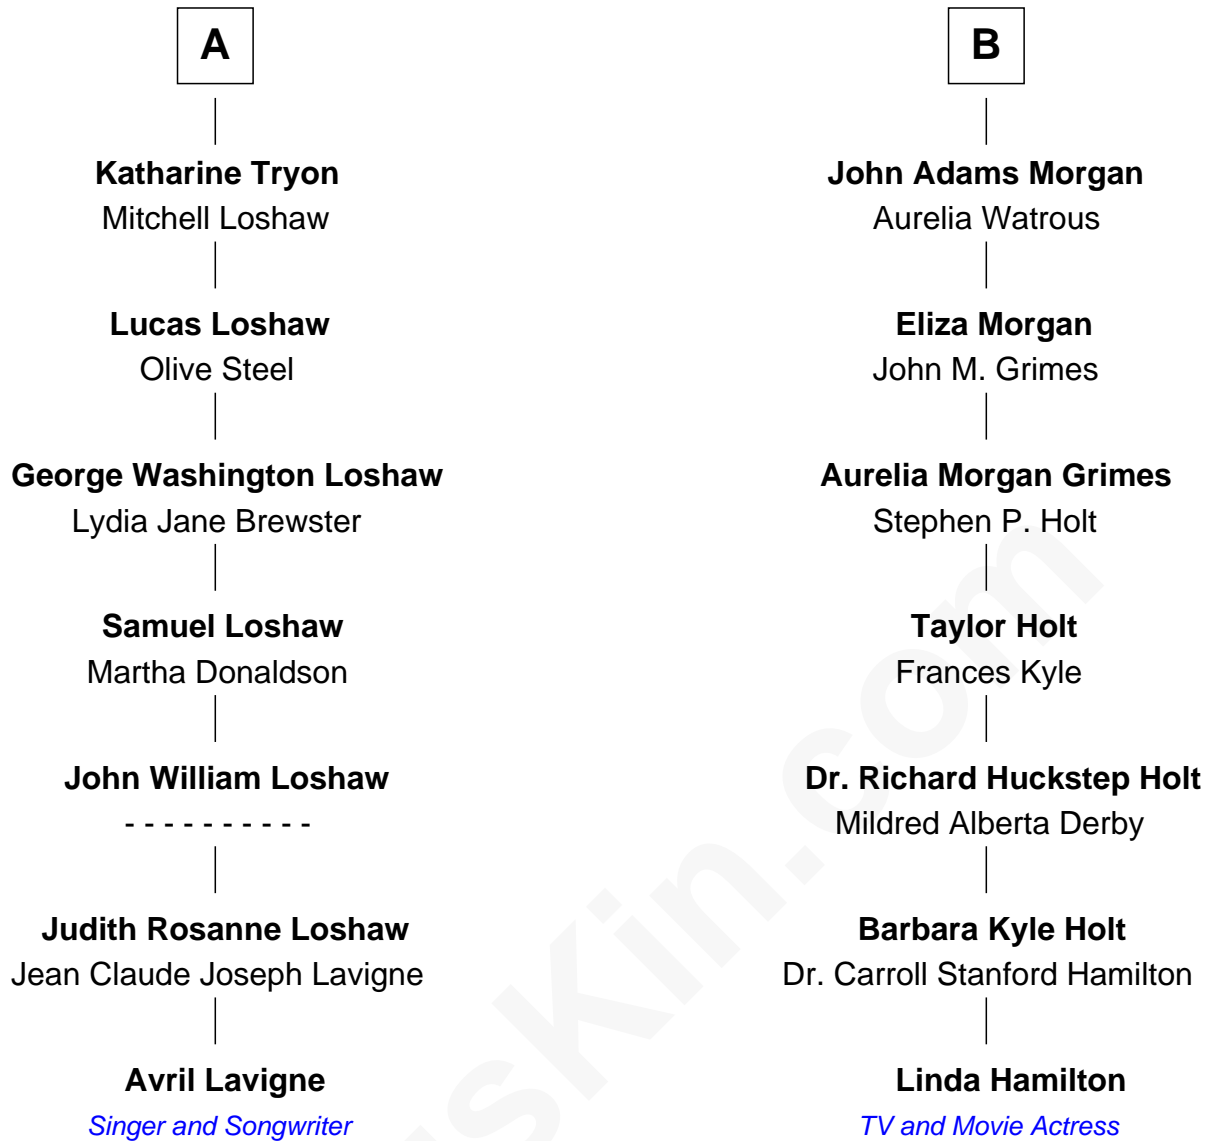 A
Katharine Tryon
Mitchell Loshaw
Lucas Loshaw
Olive Steel
George Washington Loshaw
Lydia Jane Brewster
Samuel Loshaw
Martha Donaldson
John William Loshaw
- - - - - - - - - -
Judith Rosanne Loshaw
Jean Claude Joseph Lavigne
Avril Lavigne
Singer and Songwriter
B
John Adams Morgan
Aurelia Watrous
Eliza Morgan
John M. Grimes
Aurelia Morgan Grimes
Stephen P. Holt
Taylor Holt
Frances Kyle
Dr. Richard Huckstep Holt
Mildred Alberta Derby
Barbara Kyle Holt
Dr. Carroll Stanford Hamilton
Linda Hamilton
TV and Movie Actress